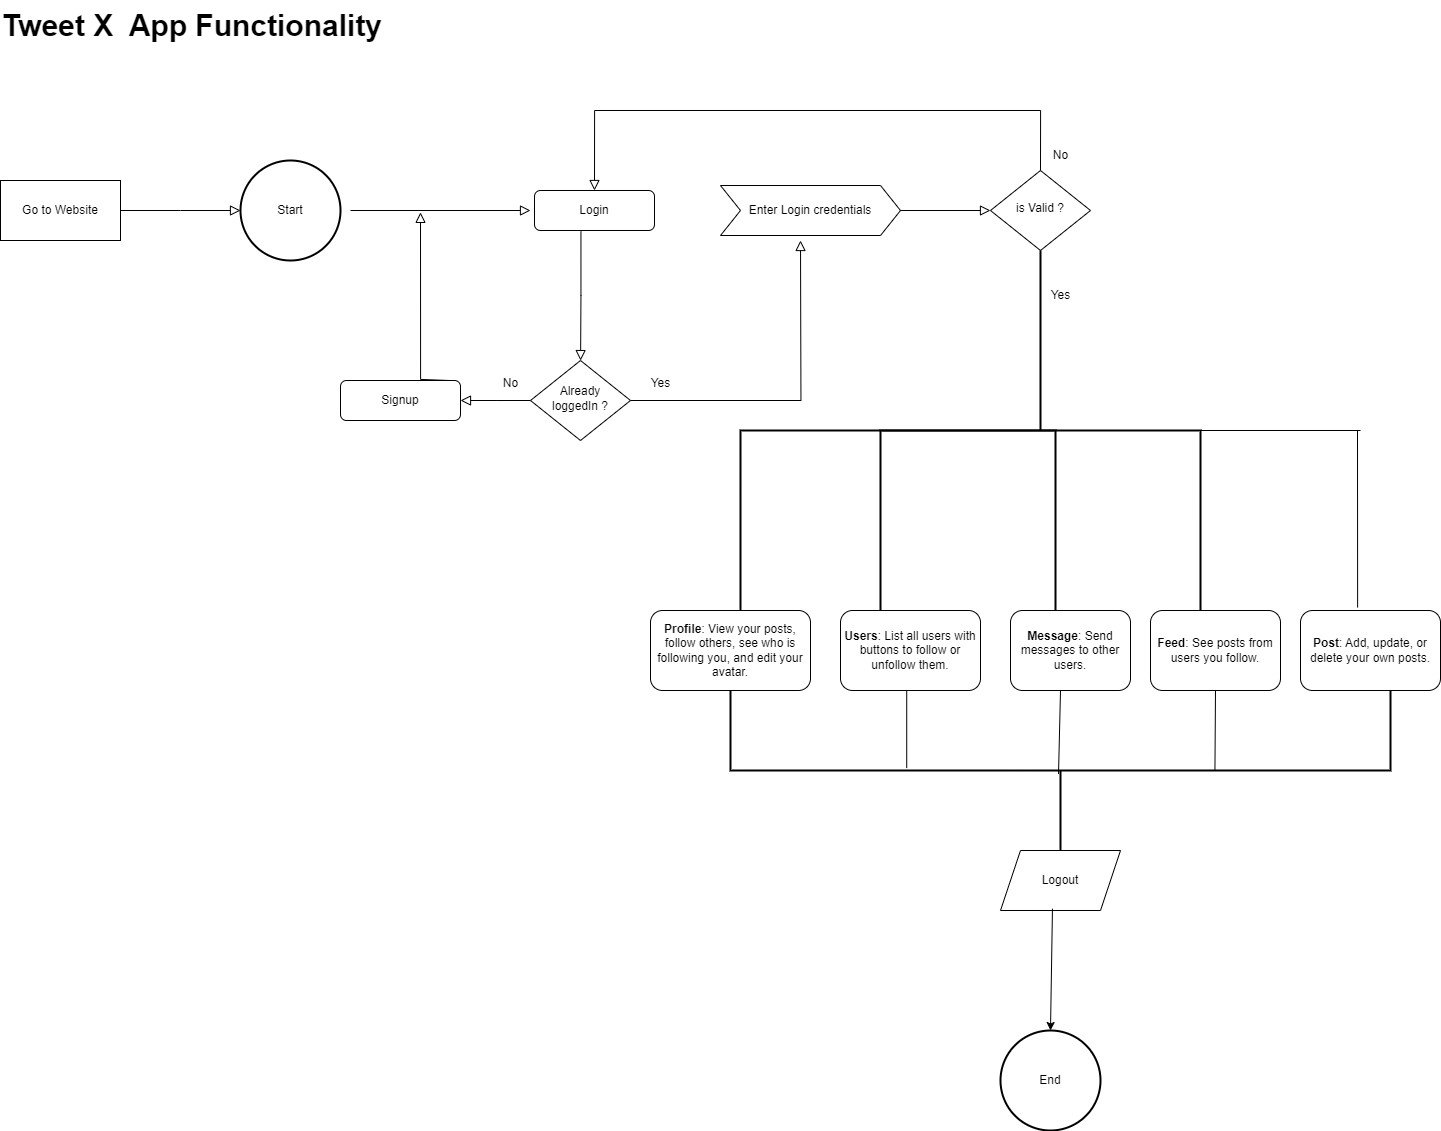 Tweet X  App Functionality
No
Go to Website
Start
Login
Enter Login credentials
is Valid ?
Yes
No
Yes
Signup
Already
loggedIn ?
Profile: View your posts,
follow others, see who is
following you, and edit your
avatar.
Users: List all users with
buttons to follow or
unfollow them.
Message: Send
messages to other
users.
Feed: See posts from
users you follow.
Post: Add, update, or
delete your own posts.
Logout
End